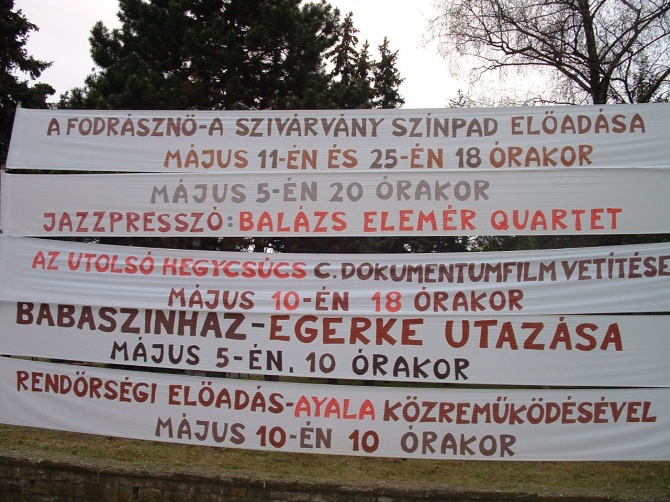 A FODRÁSZNŐ-A SZIVÁRVÁNY SZÍNPAD ELŐADÁSA
MÁJUS 11-ÉN ÉS 25-ÉN 18 ÓRAKOR
MÁJUS 5-ÉN 20 ÓRAKOR
JAZZPRESSZÓ: BALÁZS ELEMÉR QUARTET
AZ UTOLSÓ HEGYCSÚCS C. DOKUMENTUMFILM VETÍTÉSE
MÁJUS 10-ÉN 18 ÓRAKOR
BABASZÍNHÁZ-EGÉRKE UTAZÁSA
MÁJUS 5-ÉN. 10 ÓRAKOR
RENDŐRSÉGI ELŐADÁS-AYALA KÖZREMŰKÖDÉSÉVEL
MÁJUS 10-ÉN 10 ÓRAKOR